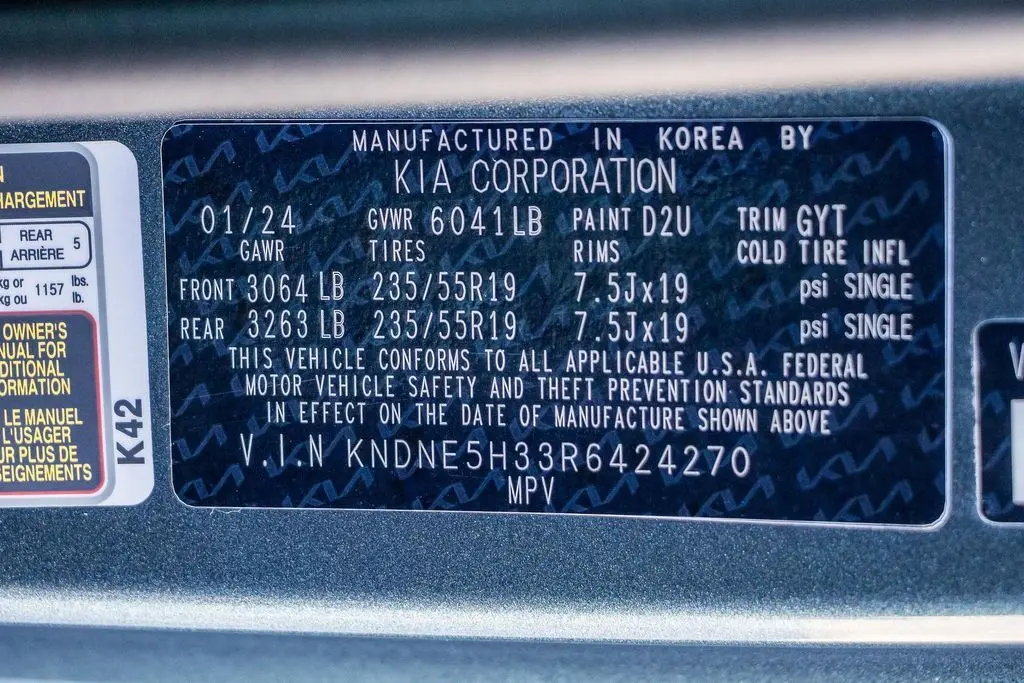 MANUFACTURED IN KOREA BY
KIA CORPORATION
01/24 GVWR 6041LB PAINT D2U TRIM GYT
GAWR TIRES RIMS COLD TIRE INFL
FRONT 3064 LB 235/55R19 7.5Jx19 psi SINGLE
REAR 3263 LB 235/55R19 7.5Jx19 psi SINGLE
THIS VEHICLE CONFORMS TO ALL APPLICABLE U.S.A. FEDERAL
MOTOR VEHICLE SAFETY AND THEFT PREVENTION STANDARDS
IN EFFECT ON THE DATE OF MANUFACTURE SHOWN ABOVE
V.I.N KNDNE5H33R6424270
MPV
N
HARGEMENT
REAR
ARRIÈRE 5
kg or 1157 lbs.
kg ou lb.
OWNER'S
NUAL FOR
DITIONAL
ORMATION
LE MANUEL
L'USAGER
UR PLUS DE
SEIGNEMENTS
K42
V